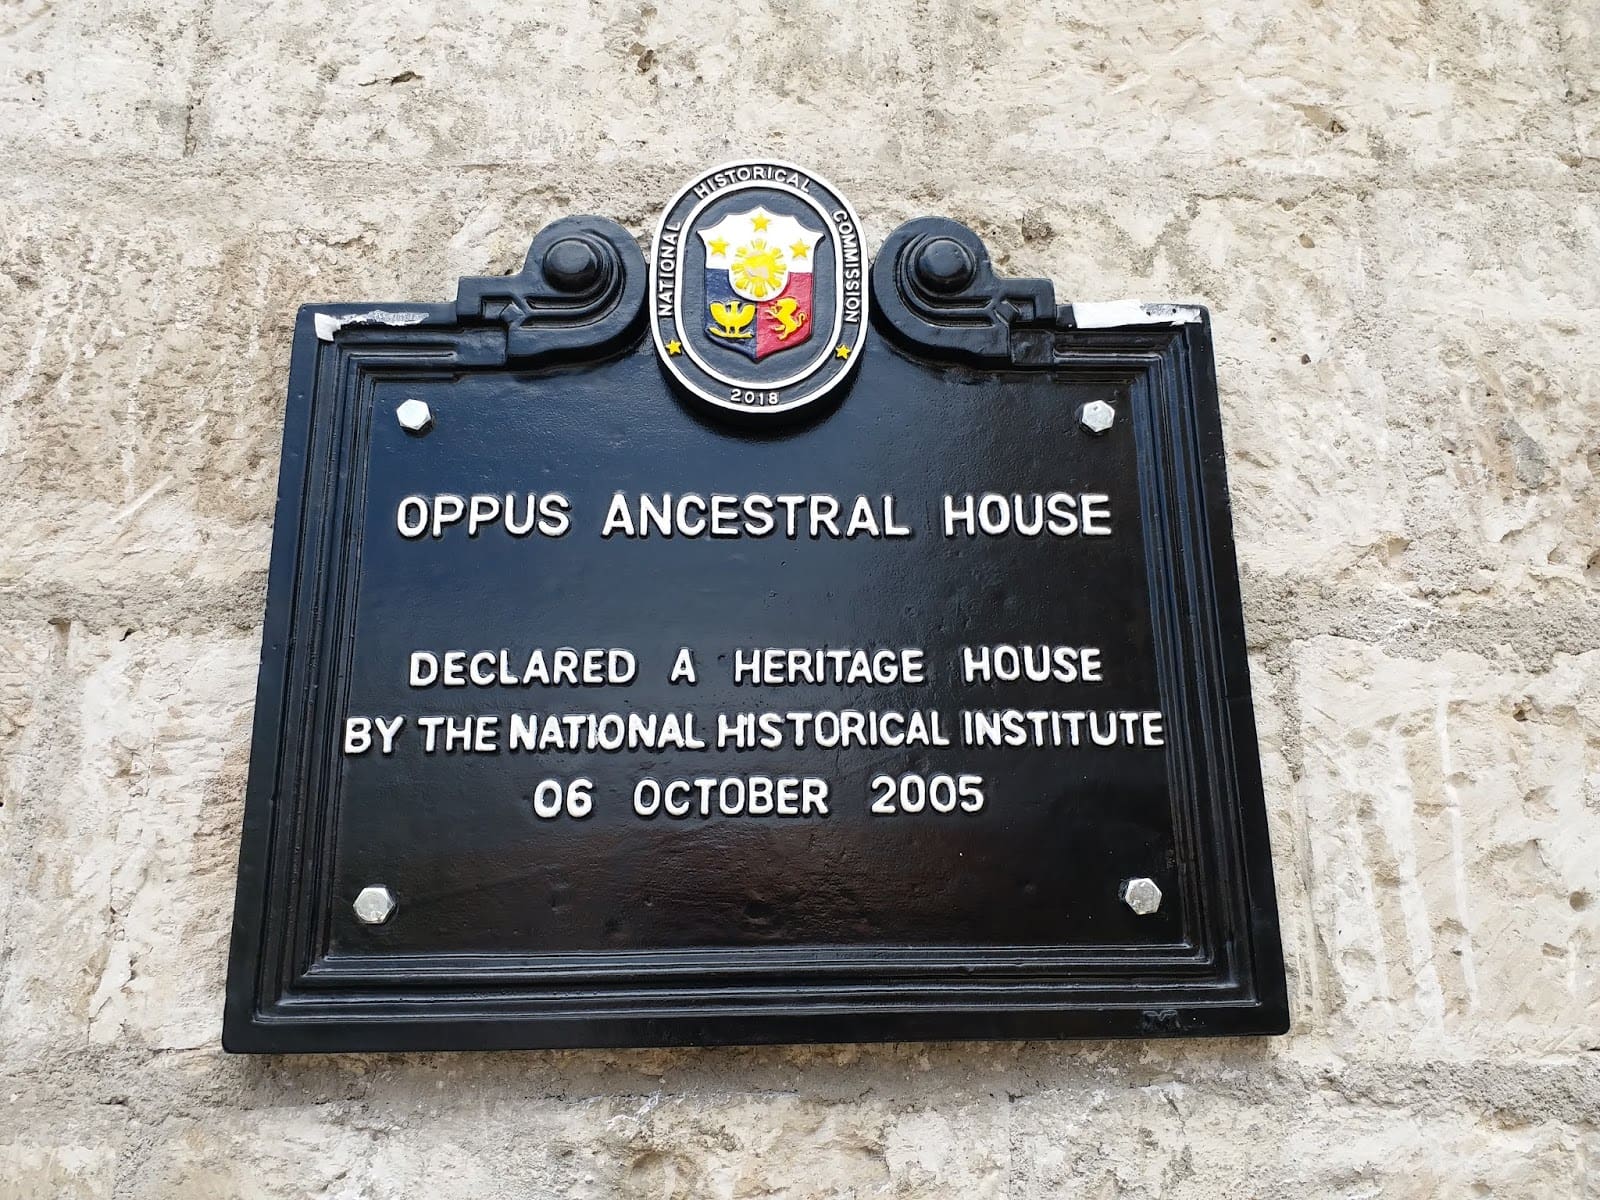 NATIONAL HISTORICAL COMMISSION
2018
OPPUS ANCESTRAL HOUSE
DECLARED A HERITAGE HOUSE
BY THE NATIONAL HISTORICAL INSTITUTE
06 OCTOBER 2005